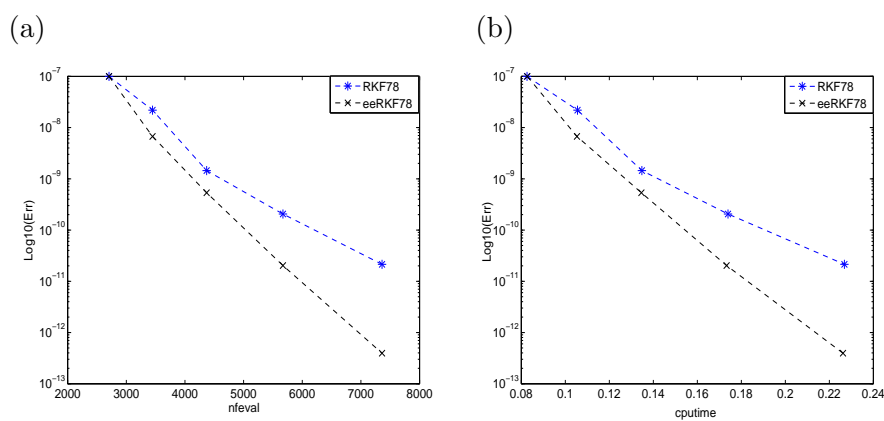 (a)
10^-7
10^-8
10^-9
10^-10
10^-11
10^-12
10^-13
Log10(Err)
2000 3000 4000 5000 6000 7000 8000
nfeval
RKF78
eeRKF78
(b)
10^-7
10^-8
10^-9
10^-10
10^-11
10^-12
10^-13
Log10(Err)
0.08 0.1 0.12 0.14 0.16 0.18 0.2 0.22 0.24
cputime
RKF78
eeRKF78